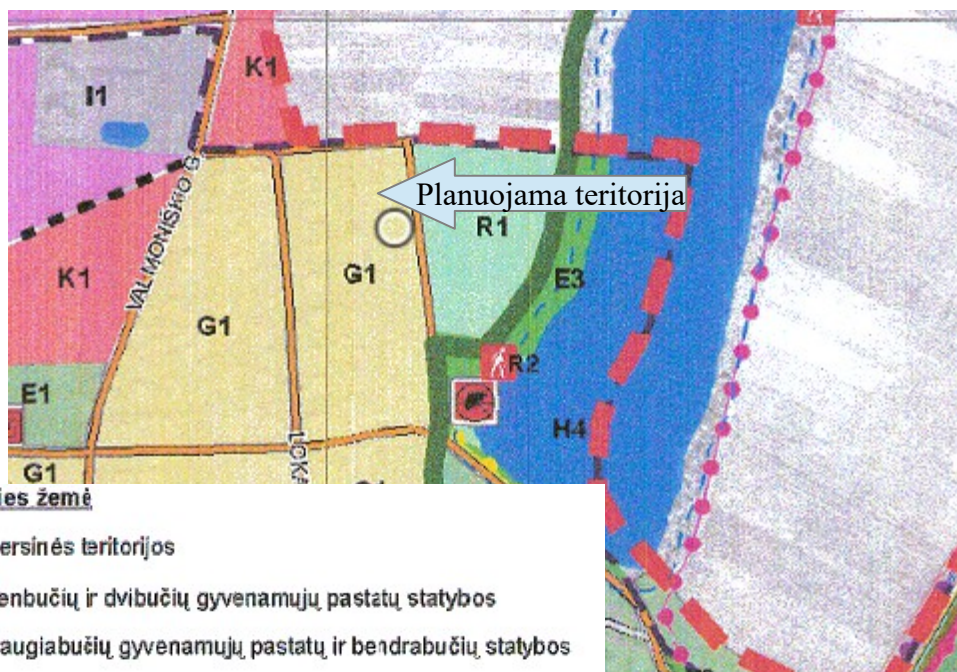 K1
I1
Planuojama teritorija
VALMONIŠKIO G
R1
K1
G1
E3
G1
R2
E1
H4
G1
ies žemė
ersinės teritorijos
enbučių ir dvibučių gyvenamųjų pastatų statybos
augiabučių gyvenamųjų pastatų ir bendrabučių statybos